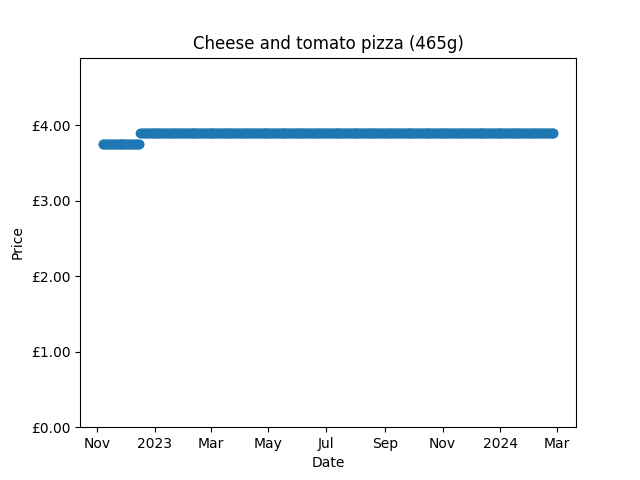 Cheese and tomato pizza (465g)
£4.00
£3.00
£2.00
£1.00
£0.00
Price
Nov 2023 Mar May Jul Sep Nov 2024 Mar
Date